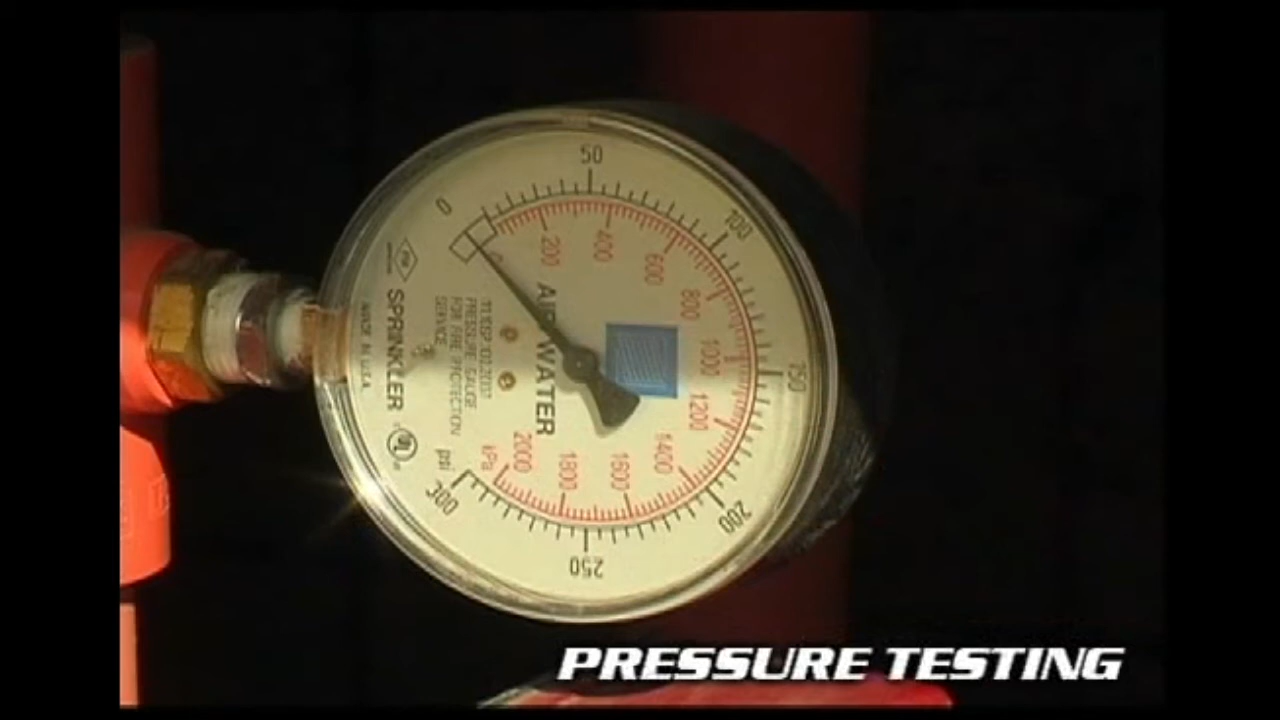 0
50
100
150
200
250
300
psi
0
200
400
600
800
1000
1200
1400
1600
1800
2000
kPa
AIR WATER
PRESSURE GAUGE
FOR FIRE PROTECTION
SERVICE
SPRINKLER
UL
MADE IN U.S.A.
PRESSURE TESTING